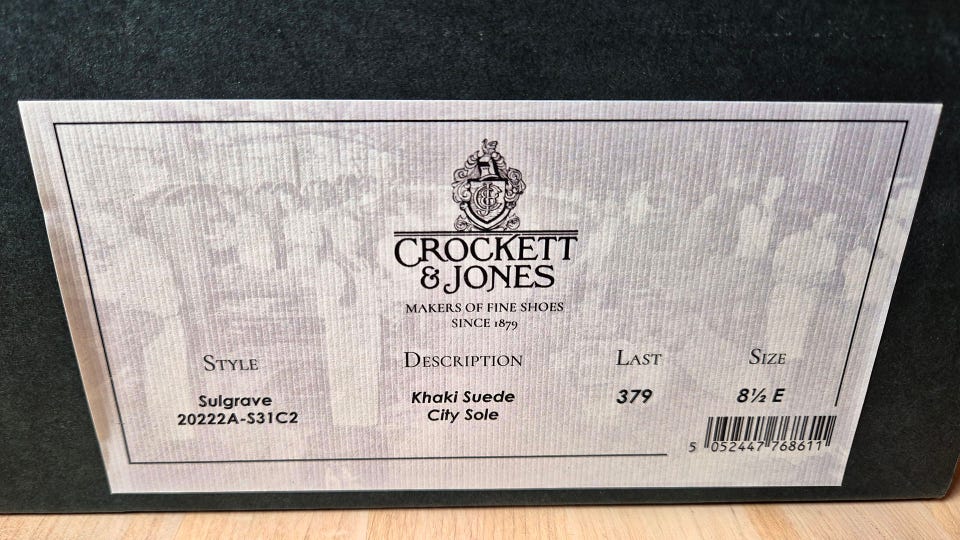 CROCKETT
& JONES
MAKERS OF FINE SHOES
SINCE 1879
STYLE DESCRIPTION LAST SIZE
Sulgrave Khaki Suede 379 8½ E
20222A-S31C2 City Sole
5 052447 768611